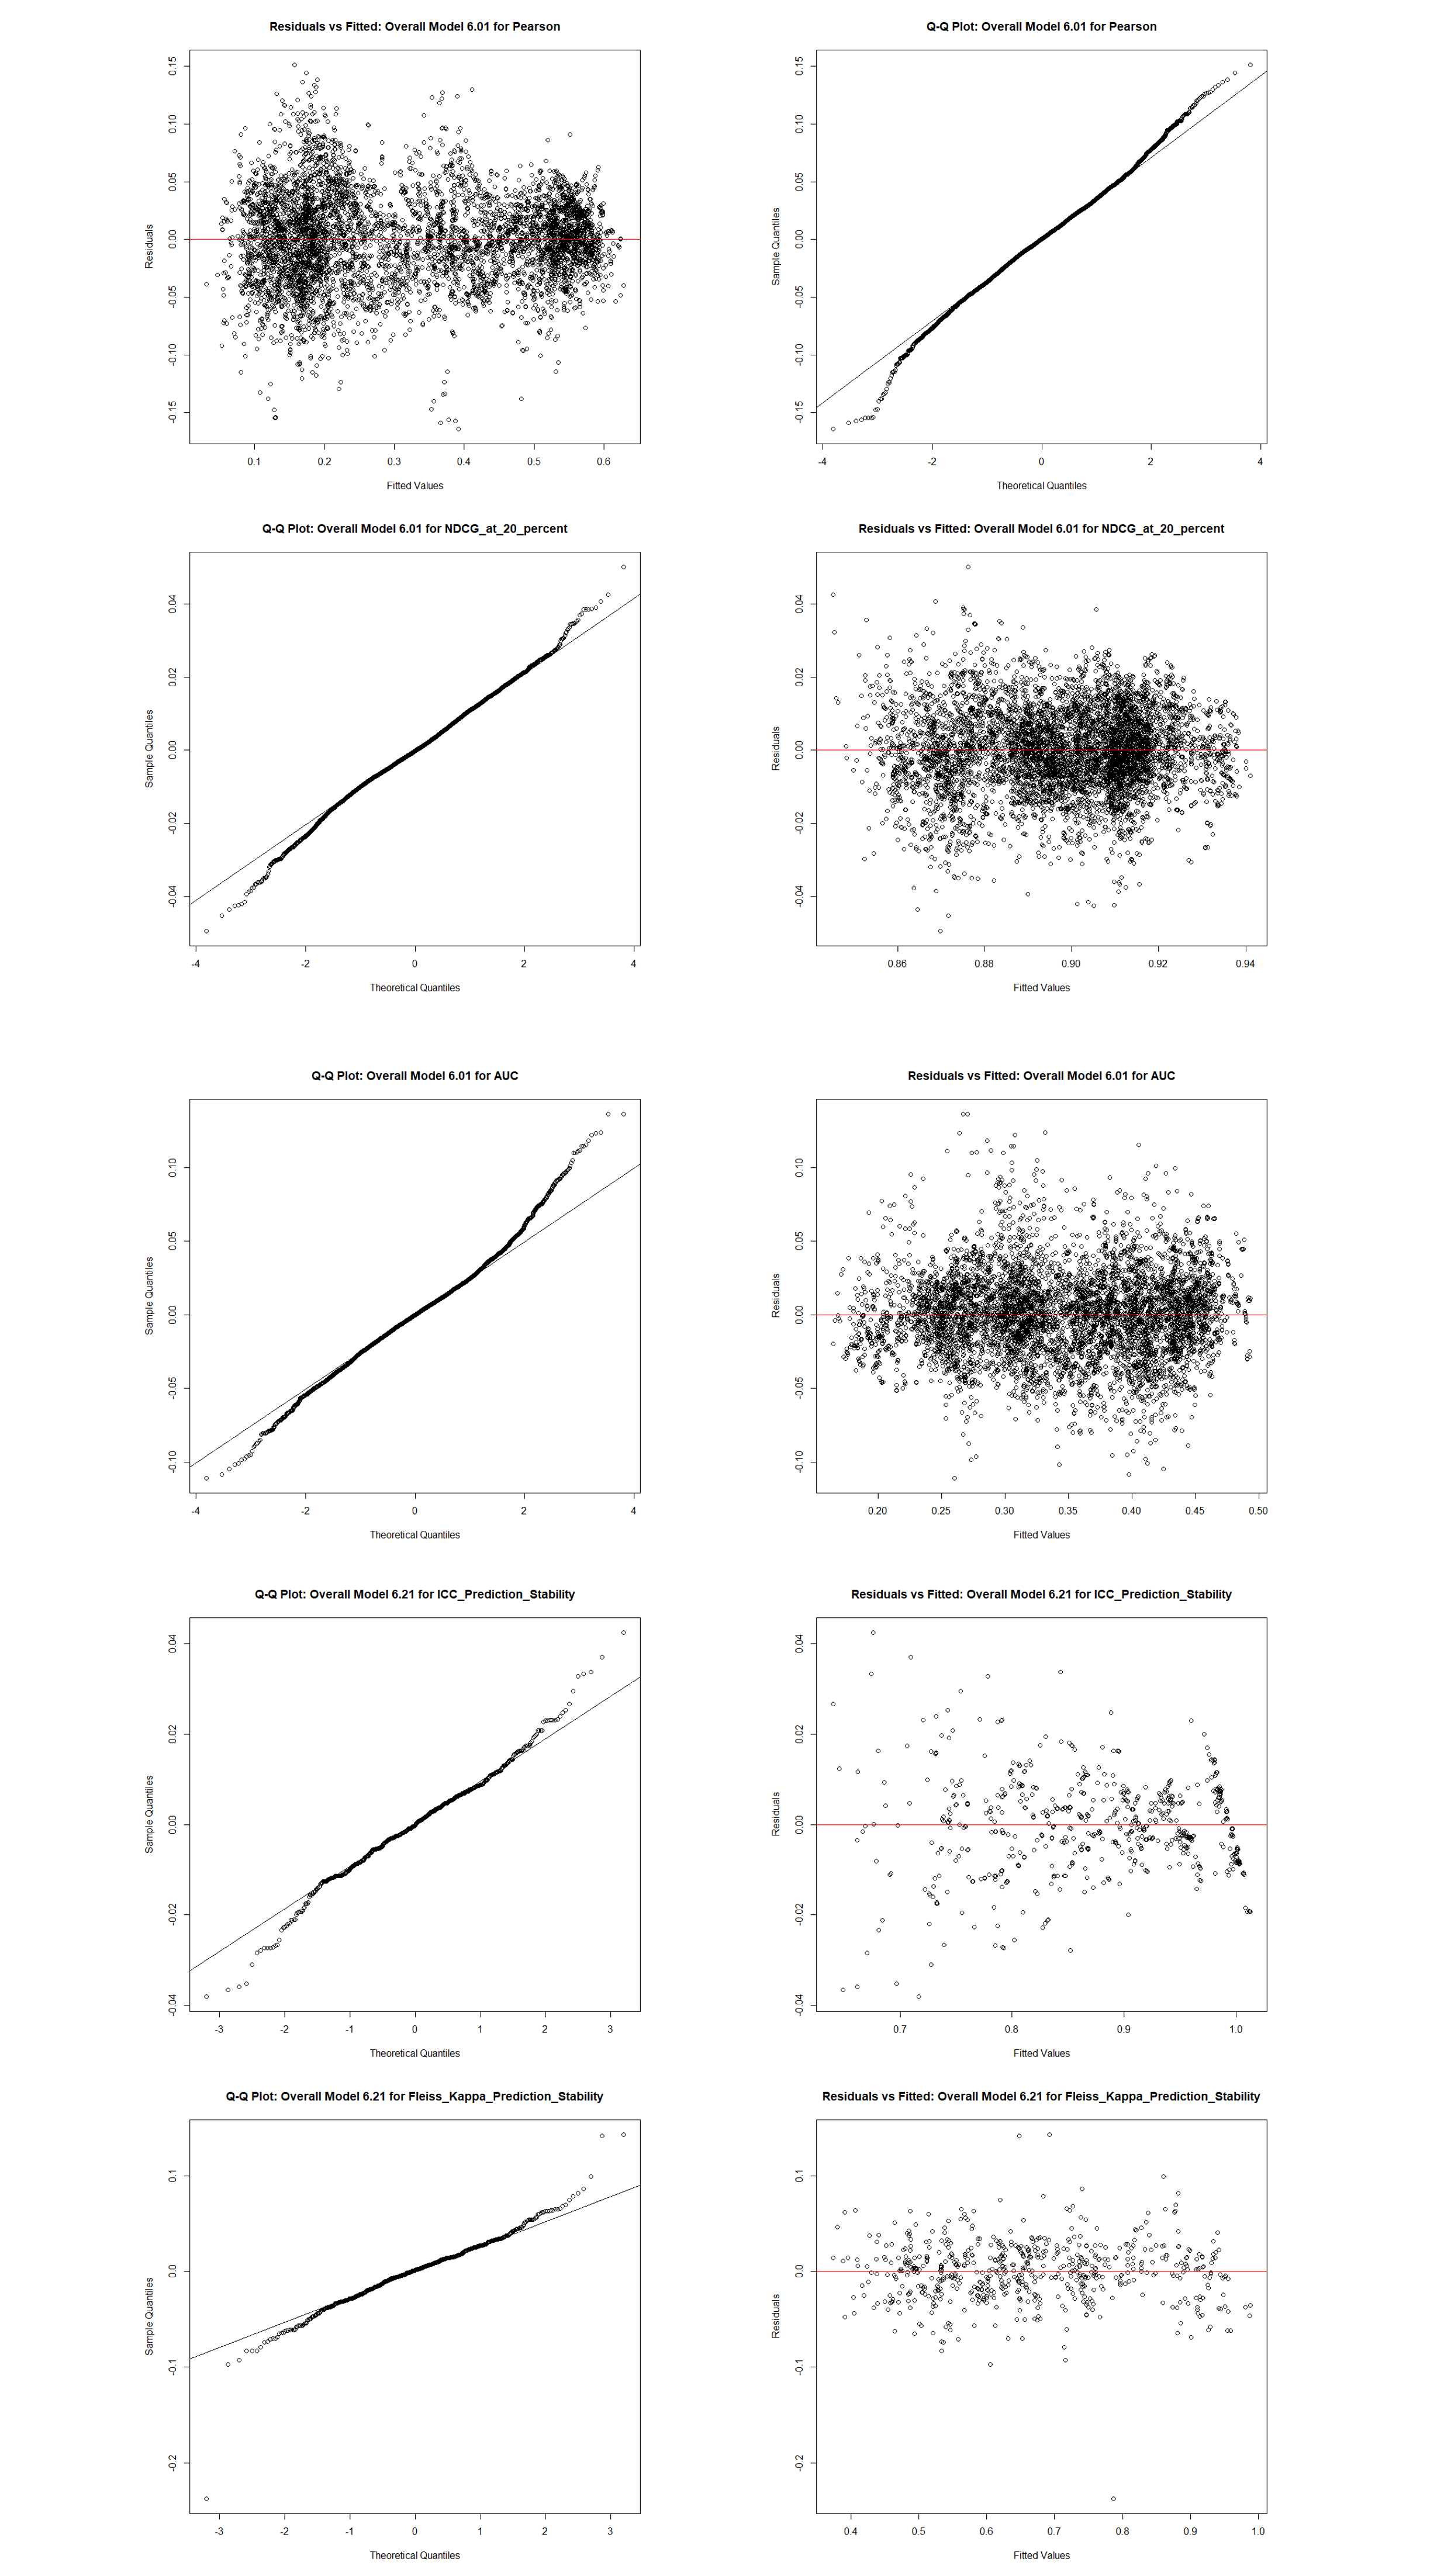 Residuals vs Fitted: Overall Model 6.01 for Pearson
0.15
0.10
0.05
0.00
-0.05
-0.10
-0.15
Residuals
0.1 0.2 0.3 0.4 0.5 0.6
Fitted Values
Q-Q Plot: Overall Model 6.01 for Pearson
0.15
0.10
0.05
0.00
-0.05
-0.10
-0.15
Sample Quantiles
-4 -2 0 2 4
Theoretical Quantiles
Q-Q Plot: Overall Model 6.01 for NDCG_at_20_percent
0.04
0.02
0.00
-0.02
-0.04
Sample Quantiles
-4 -2 0 2 4
Theoretical Quantiles
Residuals vs Fitted: Overall Model 6.01 for NDCG_at_20_percent
0.04
0.02
0.00
-0.02
-0.04
Residuals
0.86 0.88 0.90 0.92 0.94
Fitted Values
Q-Q Plot: Overall Model 6.01 for AUC
0.10
0.05
0.00
-0.05
-0.10
Sample Quantiles
-4 -2 0 2 4
Theoretical Quantiles
Residuals vs Fitted: Overall Model 6.01 for AUC
0.10
0.05
0.00
-0.05
-0.10
Residuals
0.20 0.25 0.30 0.35 0.40 0.45 0.50
Fitted Values
Q-Q Plot: Overall Model 6.21 for ICC_Prediction_Stability
0.04
0.02
0.00
-0.02
-0.04
Sample Quantiles
-3 -2 -1 0 1 2 3
Theoretical Quantiles
Residuals vs Fitted: Overall Model 6.21 for ICC_Prediction_Stability
0.04
0.02
0.00
-0.02
-0.04
Residuals
0.7 0.8 0.9 1.0
Fitted Values
Q-Q Plot: Overall Model 6.21 for Fleiss_Kappa_Prediction_Stability
0.1
0.0
-0.1
-0.2
Sample Quantiles
-3 -2 -1 0 1 2 3
Theoretical Quantiles
Residuals vs Fitted: Overall Model 6.21 for Fleiss_Kappa_Prediction_Stability
0.1
0.0
-0.1
-0.2
Residuals
0.4 0.5 0.6 0.7 0.8 0.9 1.0
Fitted Values